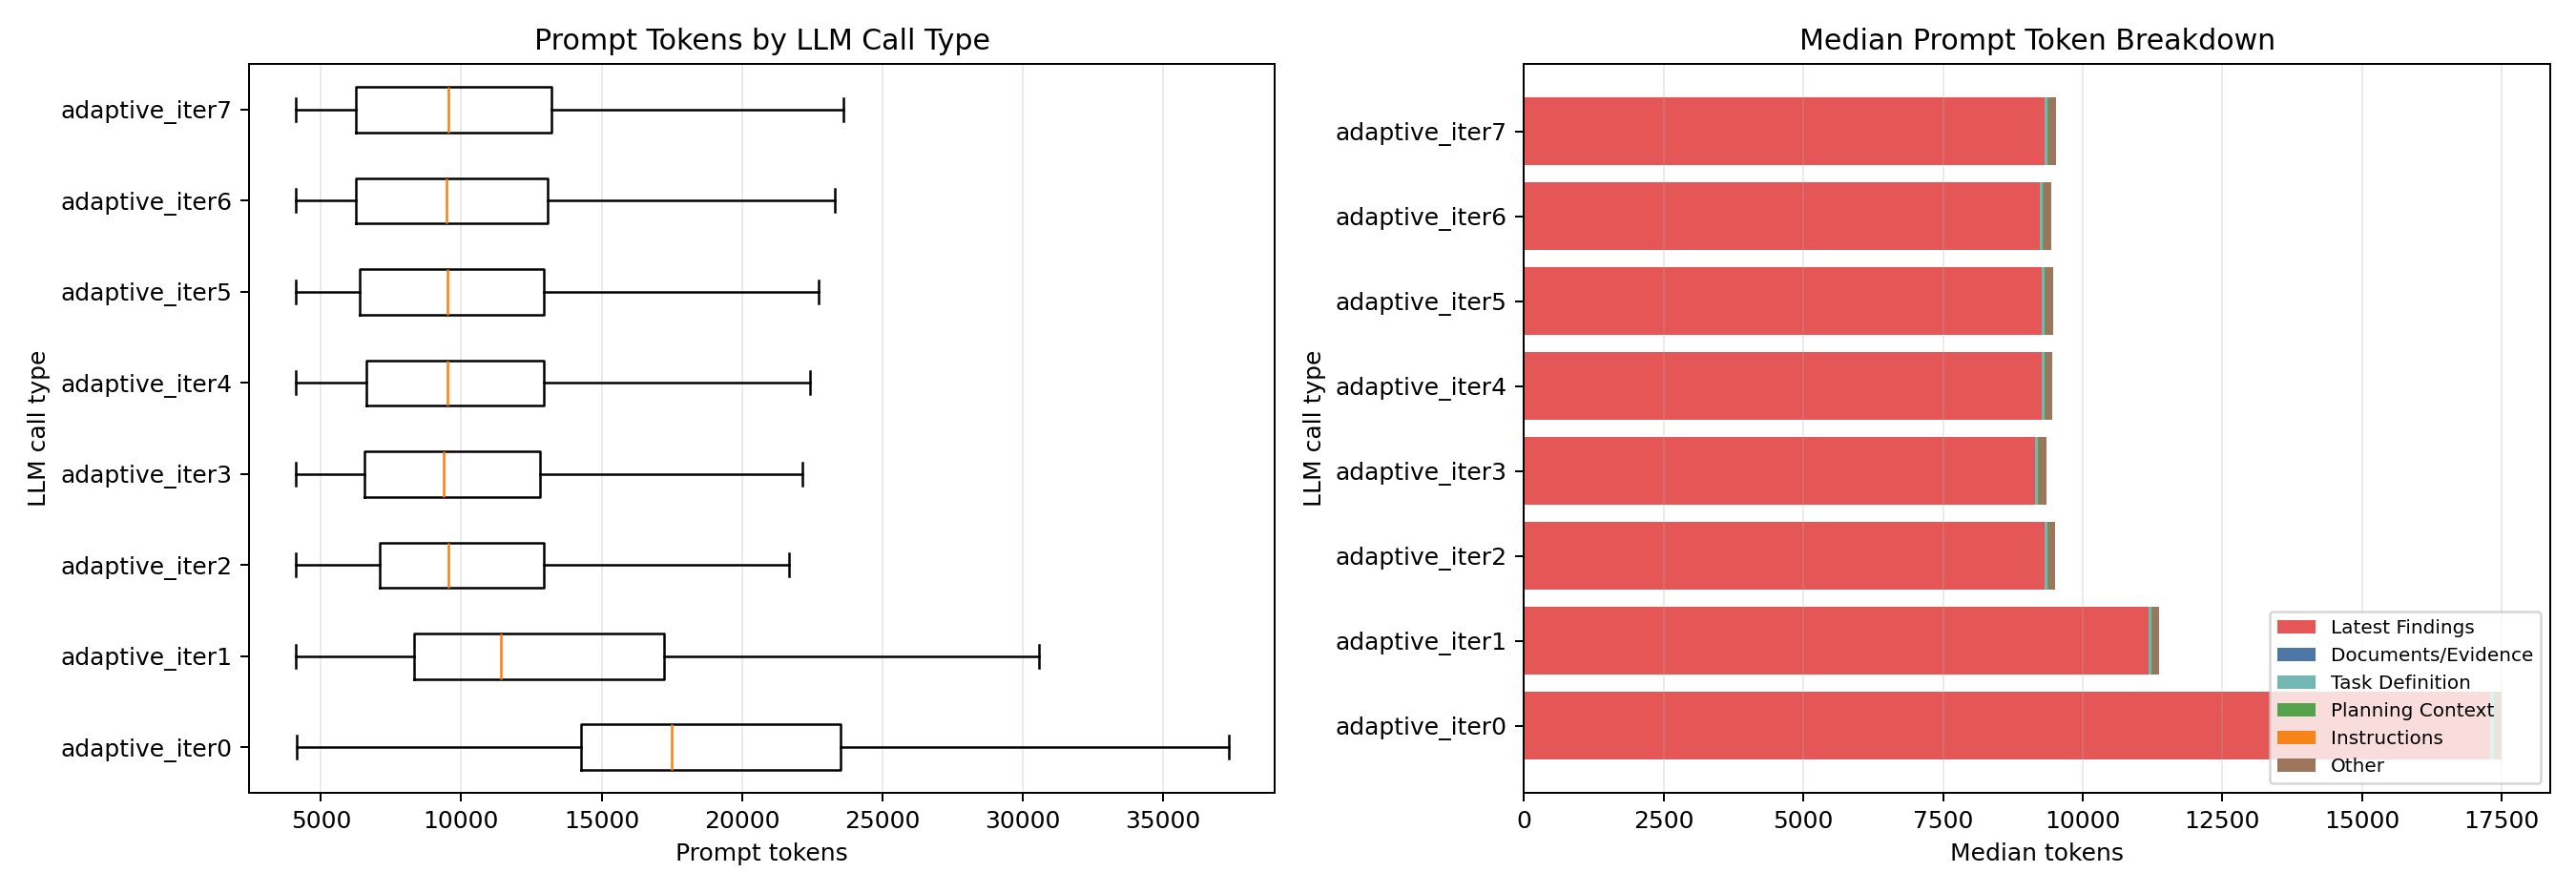 Prompt Tokens by LLM Call Type
LLM call type
adaptive_iter7
adaptive_iter6
adaptive_iter5
adaptive_iter4
adaptive_iter3
adaptive_iter2
adaptive_iter1
adaptive_iter0
5000 10000 15000 20000 25000 30000 35000
Prompt tokens
Median Prompt Token Breakdown
LLM call type
adaptive_iter7
adaptive_iter6
adaptive_iter5
adaptive_iter4
adaptive_iter3
adaptive_iter2
adaptive_iter1
adaptive_iter0
Latest Findings
Documents/Evidence
Task Definition
Planning Context
Instructions
Other
0 2500 5000 7500 10000 12500 15000 17500
Median tokens